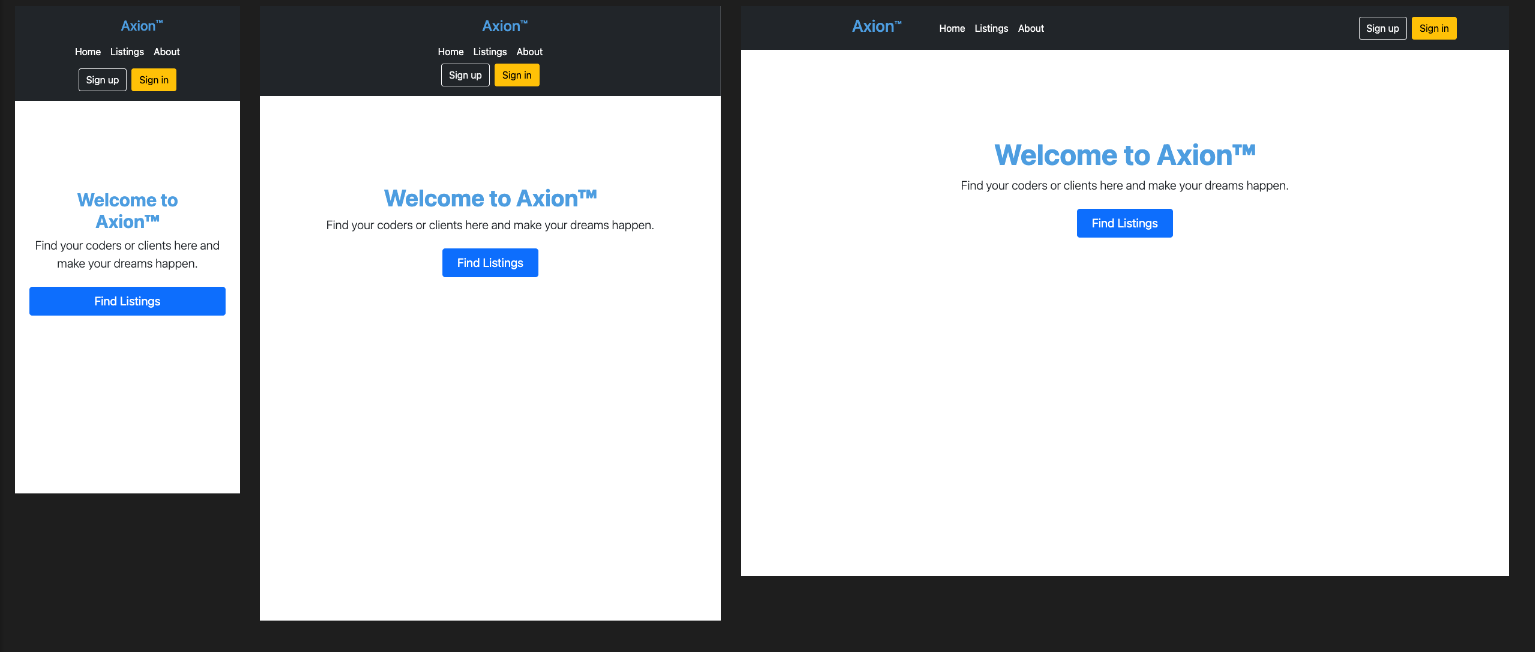 Axion™
Home Listings About
Sign up Sign in
Welcome to
Axion™
Find your coders or clients here and
make your dreams happen.
Find Listings
Axion™
Home Listings About
Sign up Sign in
Welcome to Axion™
Find your coders or clients here and make your dreams happen.
Find Listings
Axion™ Home Listings About Sign up Sign in
Welcome to Axion™
Find your coders or clients here and make your dreams happen.
Find Listings